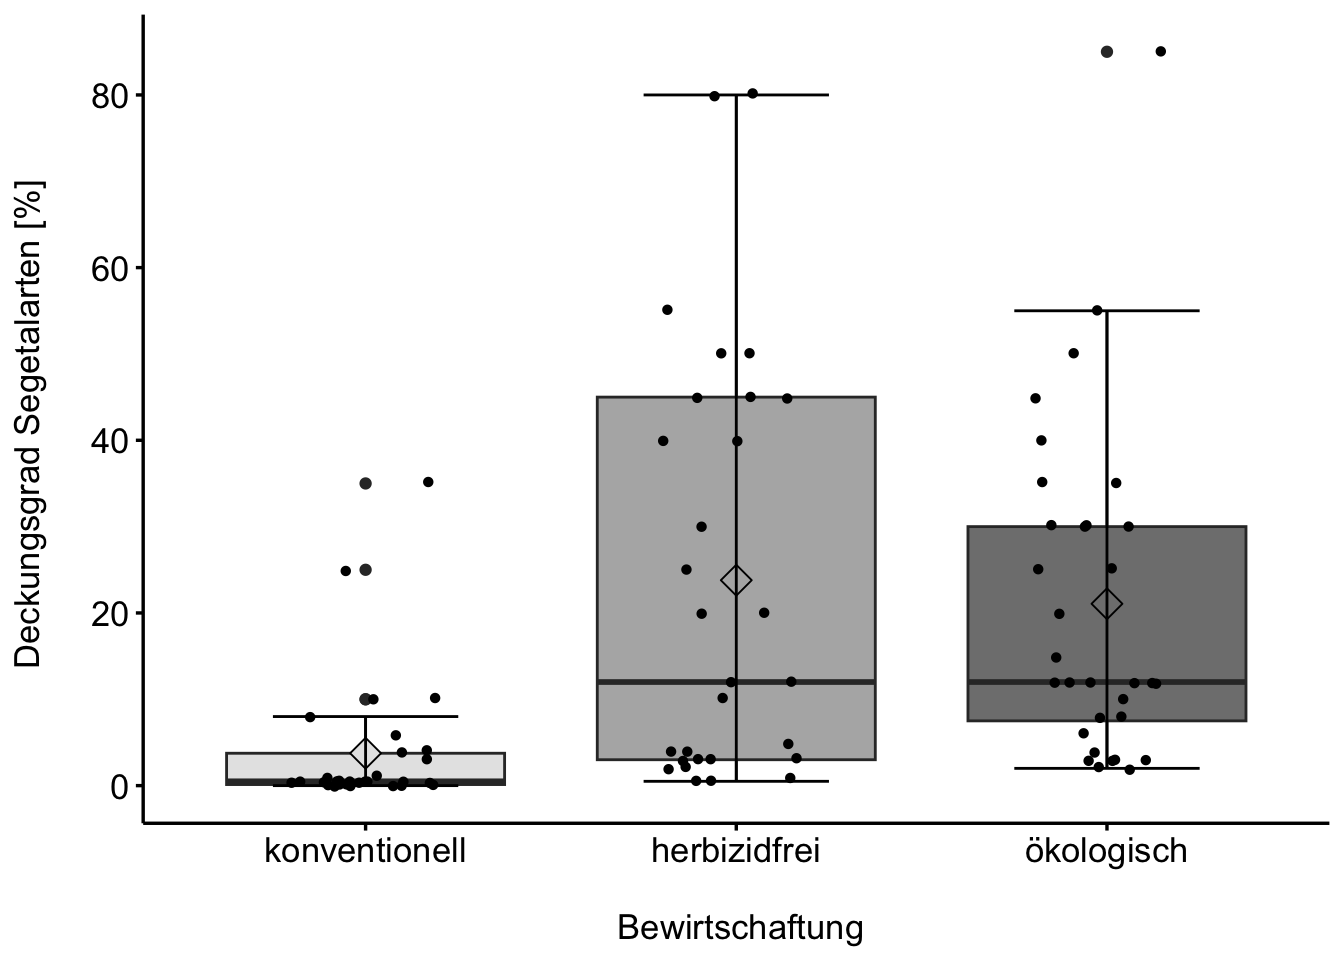 Deckungsgrad Segetalarten [%]
80
60
40
20
0
konventionell herbizidfrei ökologisch
Bewirtschaftung